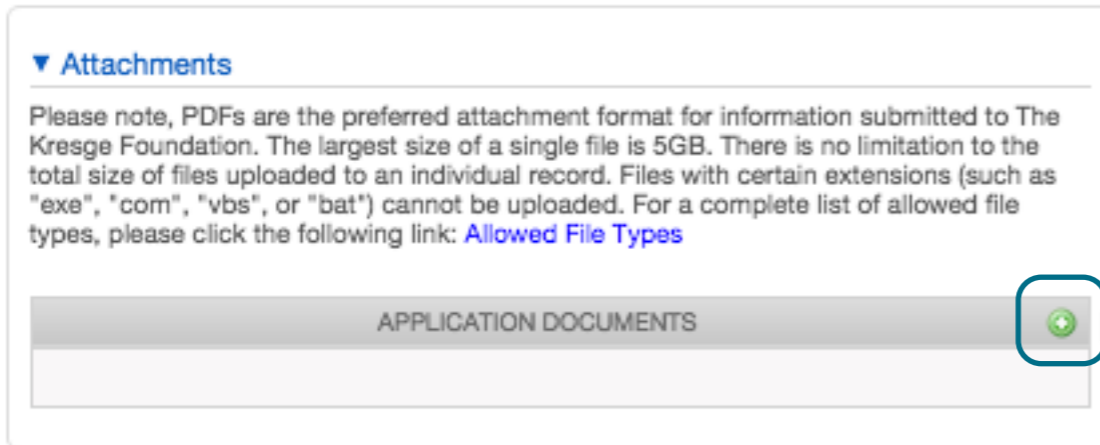 ▼ Attachments
Please note, PDFs are the preferred attachment format for information submitted to The
Kresge Foundation. The largest size of a single file is 5GB. There is no limitation to the
total size of files uploaded to an individual record. Files with certain extensions (such as
"exe", "com", "vbs", or "bat") cannot be uploaded. For a complete list of allowed file
types, please click the following link: Allowed File Types
APPLICATION DOCUMENTS